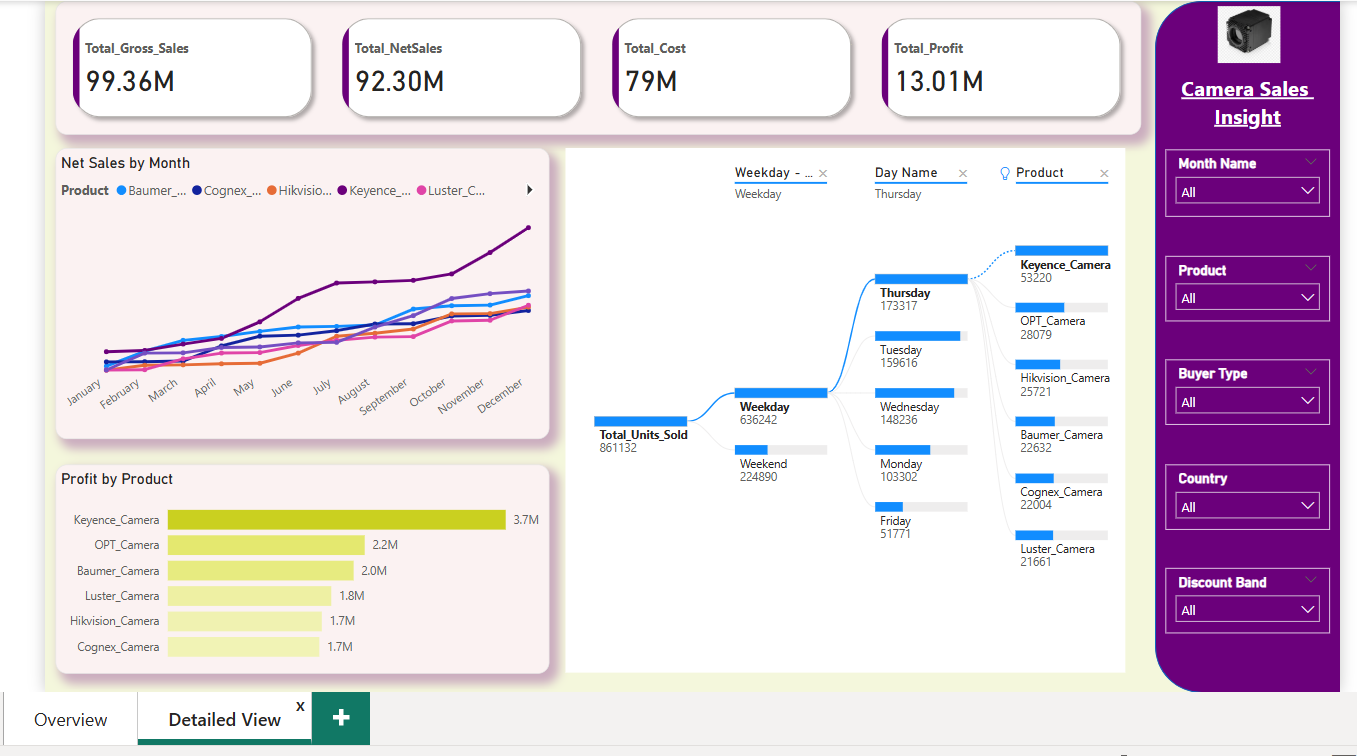 Total_Gross_Sales
99.36M
Total_NetSales
92.30M
Total_Cost
79M
Total_Profit
13.01M
Camera Sales
Insight
Month Name
All
Product
All
Buyer Type
All
Country
All
Discount Band
All
Net Sales by Month
Product Baumer_... Cognex_... Hikvisio... Keyence_... Luster_C...
January
February
March
April
May
June
July
August
September
October
November
December
Profit by Product
Keyence_Camera 3.7M
OPT_Camera 2.2M
Baumer_Camera 2.0M
Luster_Camera 1.8M
Hikvision_Camera 1.7M
Cognex_Camera 1.7M
Weekday - ...
Weekday
Day Name
Thursday
Product
Total_Units_Sold
861132
Weekday
636242
Weekend
224890
Thursday
173317
Tuesday
159616
Wednesday
148236
Monday
103302
Friday
51771
Keyence_Camera
53220
OPT_Camera
28079
Hikvision_Camera
25721
Baumer_Camera
22632
Cognex_Camera
22004
Luster_Camera
21661
Overview
Detailed View x
+